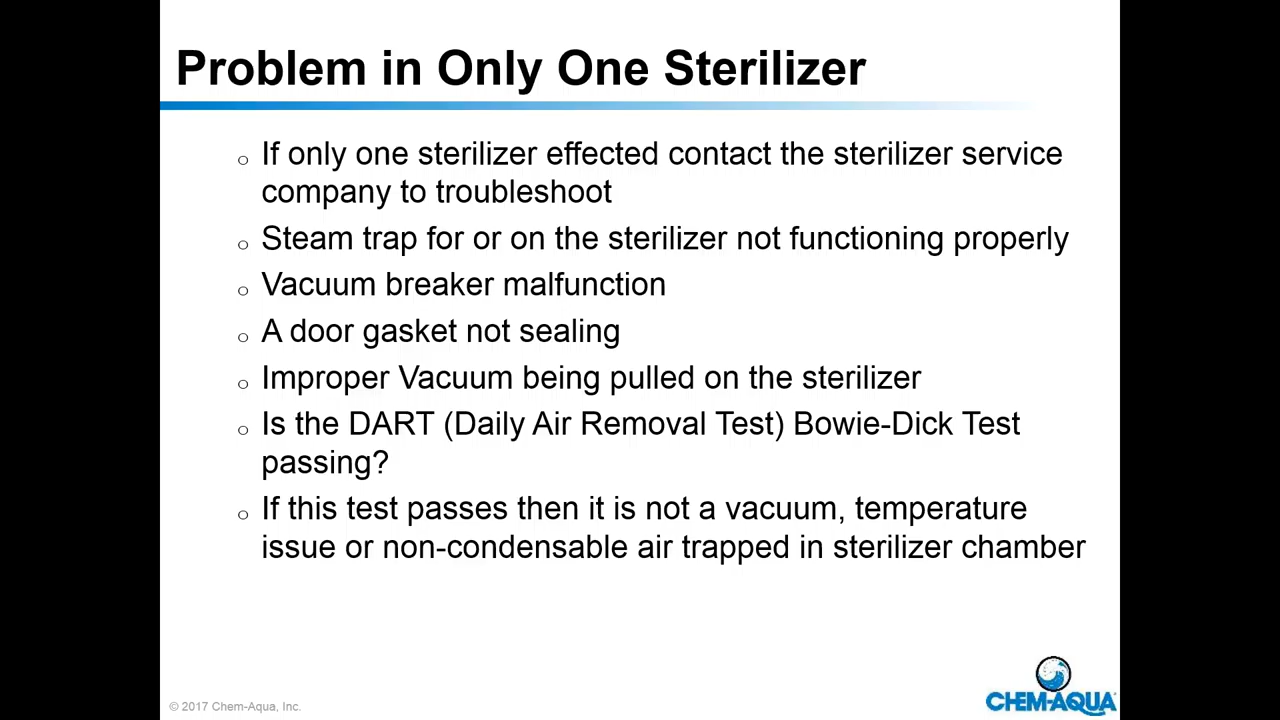 Problem in Only One Sterilizer
o If only one sterilizer effected contact the sterilizer service
company to troubleshoot
o Steam trap for or on the sterilizer not functioning properly
o Vacuum breaker malfunction
o A door gasket not sealing
o Improper Vacuum being pulled on the sterilizer
o Is the DART (Daily Air Removal Test) Bowie-Dick Test
passing?
o If this test passes then it is not a vacuum, temperature
issue or non-condensable air trapped in sterilizer chamber
© 2017 Chem-Aqua, Inc.
CHEM-AQUA